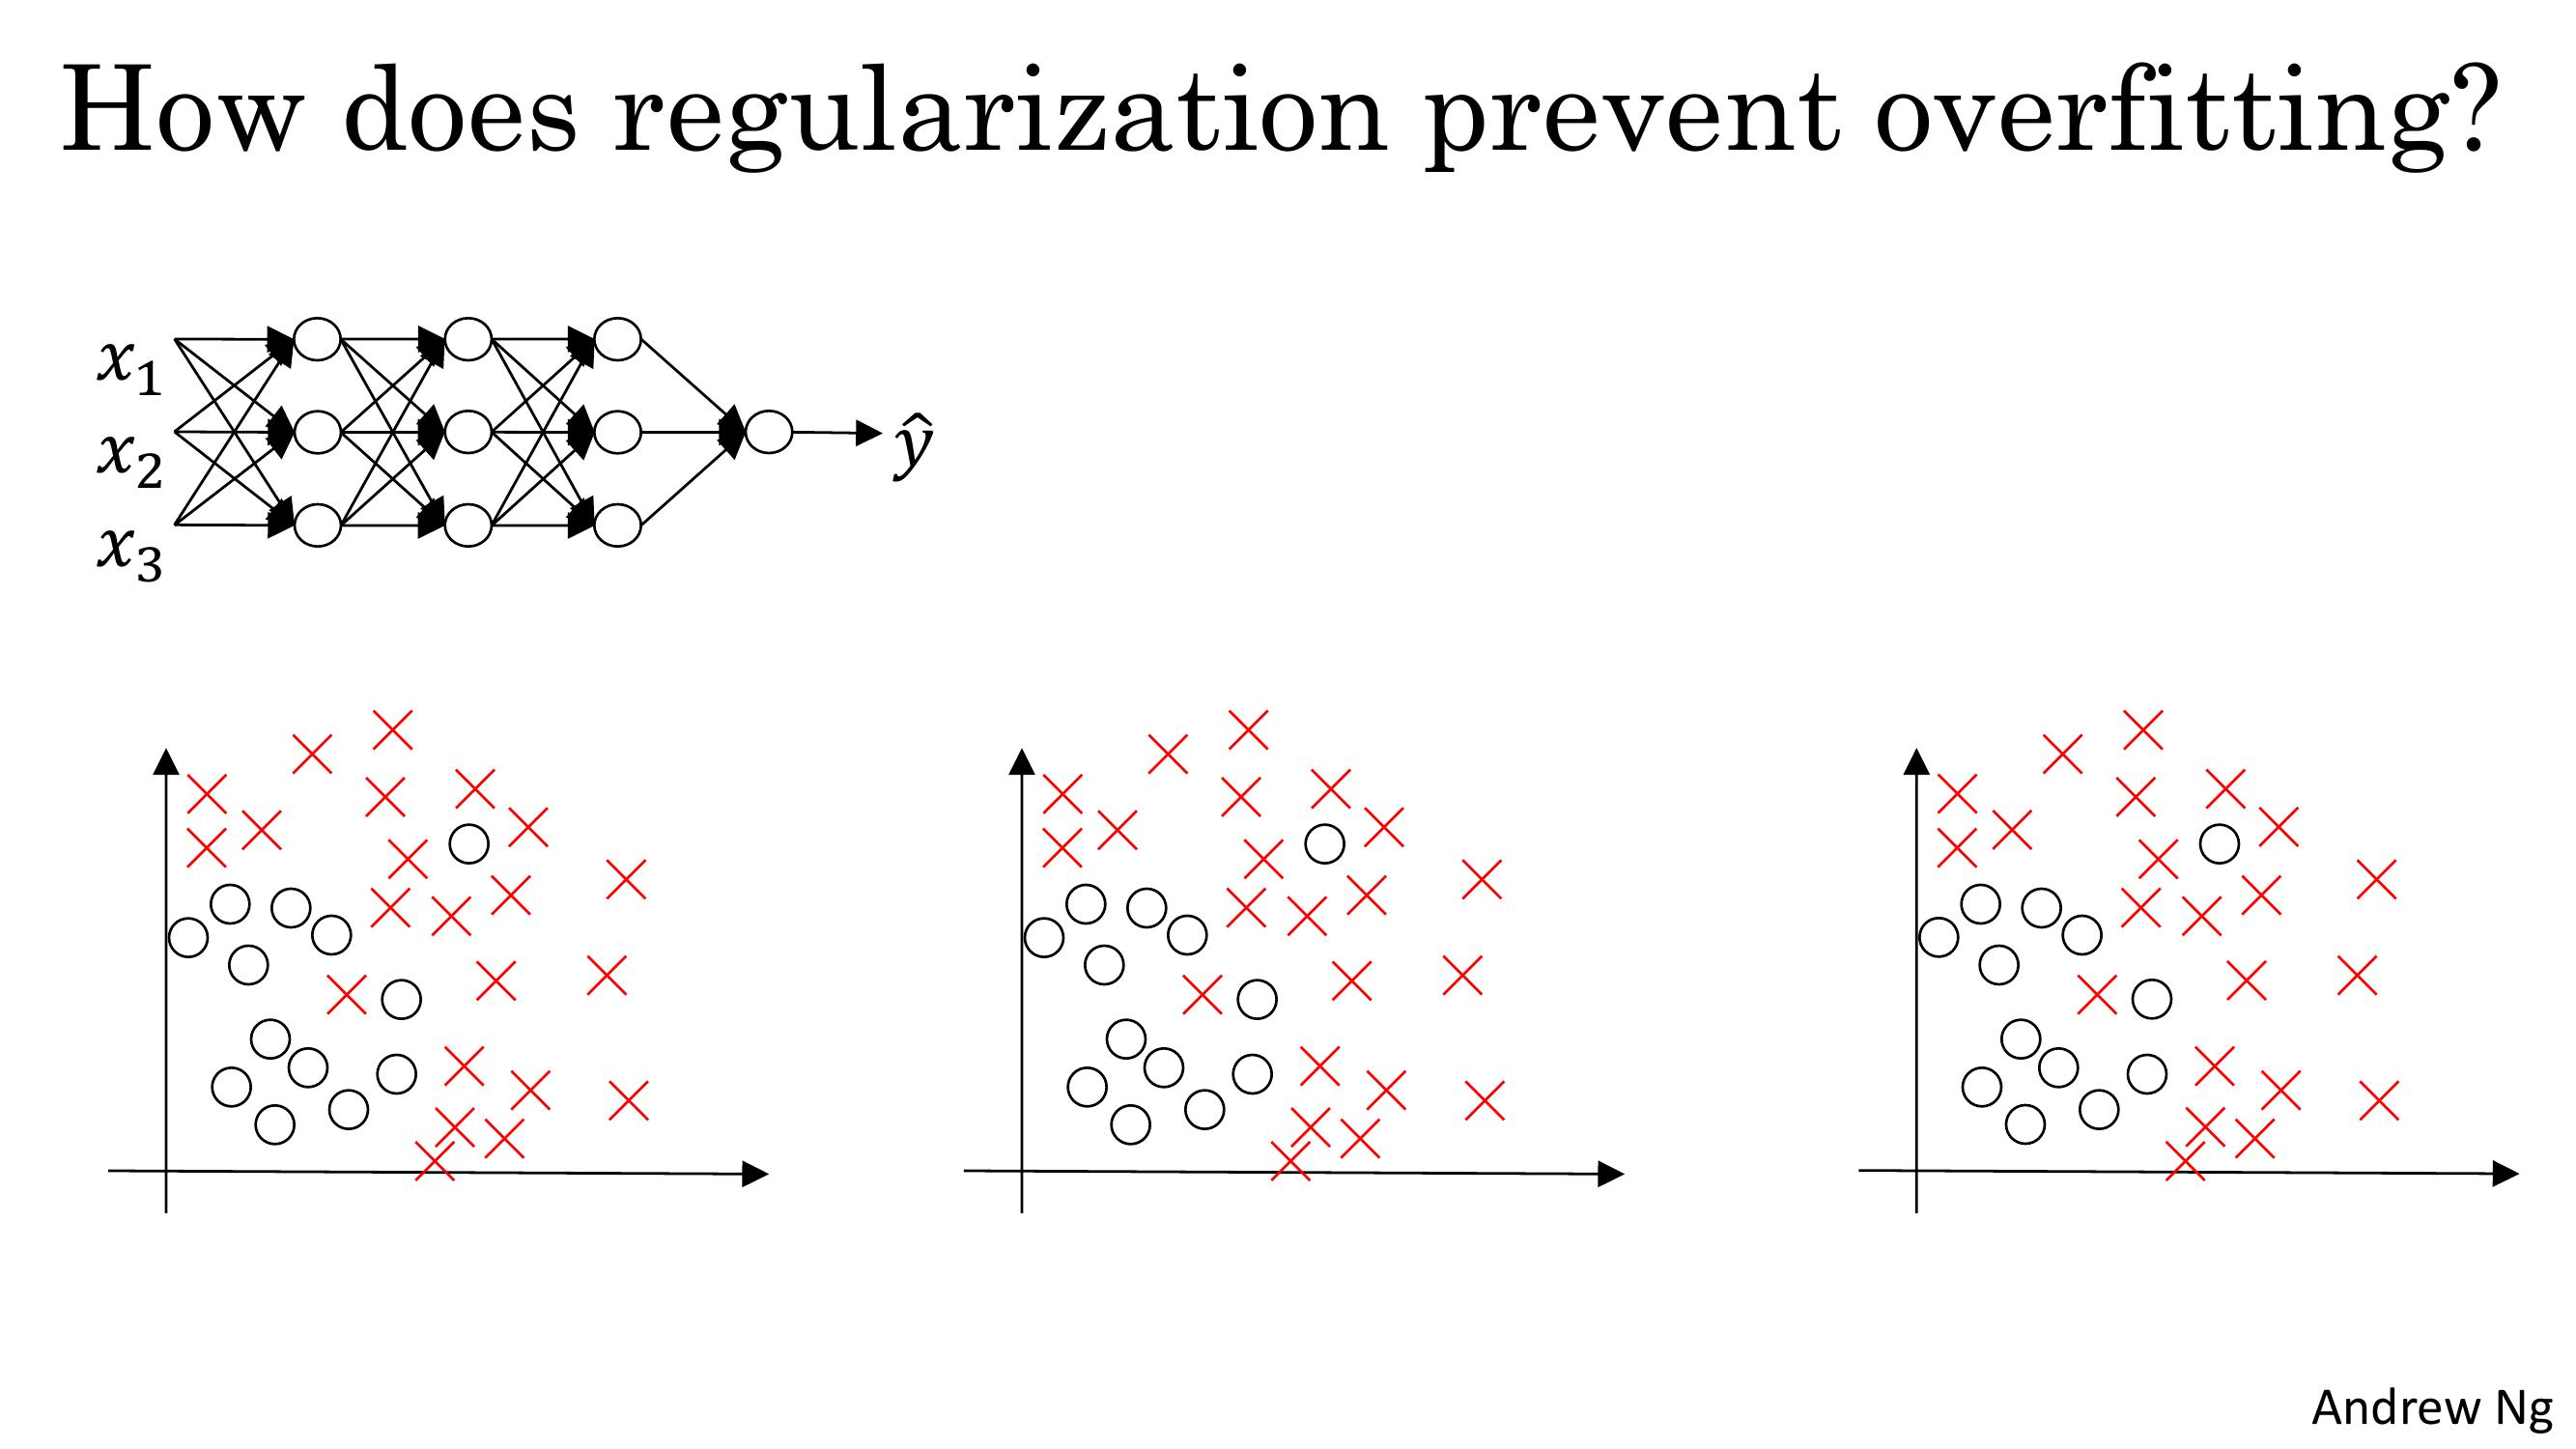 How does regularization prevent overfitting?
x₁
x₂
x₃
ŷ
Andrew Ng